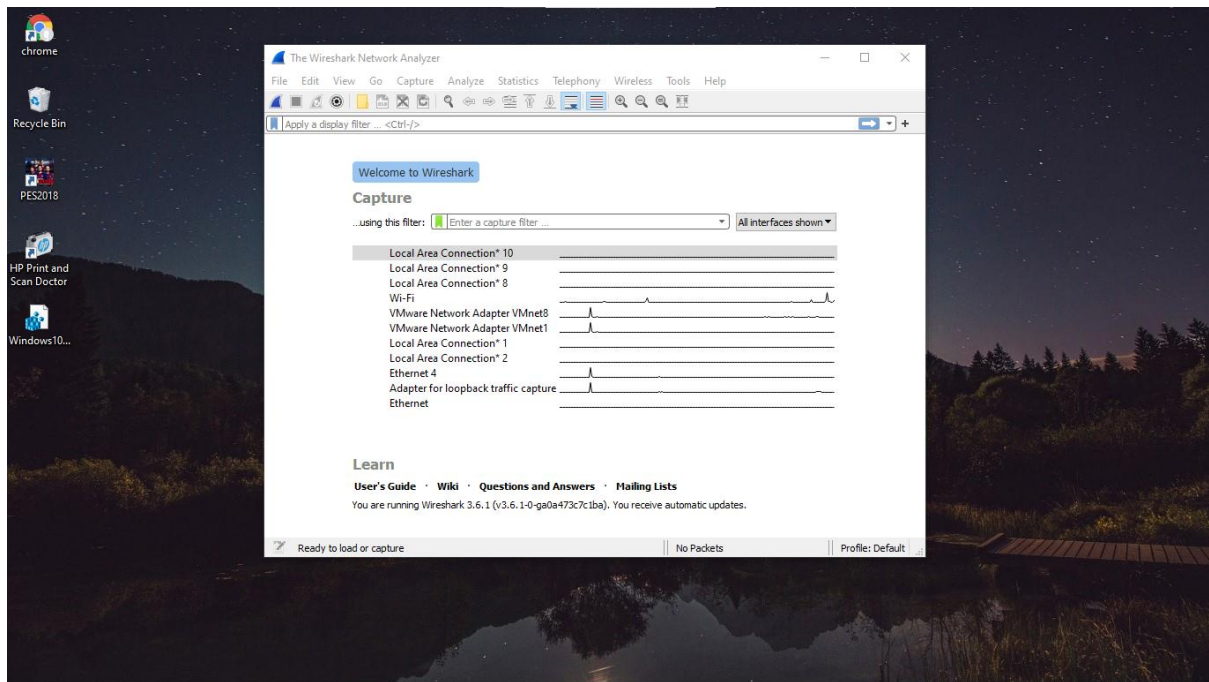 chrome
Recycle Bin
PES2018
HP Print and
Scan Doctor
Windows10...
The Wireshark Network Analyzer
File Edit View Go Capture Analyze Statistics Telephony Wireless Tools Help
Apply a display filter ... <Ctrl-/>
Welcome to Wireshark
Capture
...using this filter: Enter a capture filter ... All interfaces shown
Local Area Connection* 10
Local Area Connection* 9
Local Area Connection* 8
Wi-Fi
VMware Network Adapter VMnet8
VMware Network Adapter VMnet1
Local Area Connection* 1
Local Area Connection* 2
Ethernet 4
Adapter for loopback traffic capture
Ethernet
Learn
User's Guide · Wiki · Questions and Answers · Mailing Lists
You are running Wireshark 3.6.1 (v3.6.1-0-ga0a473c7c1ba). You receive automatic updates.
Ready to load or capture No Packets Profile: Default